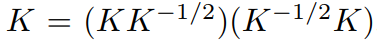 K = (KK^{-1/2})(K^{-1/2}K)